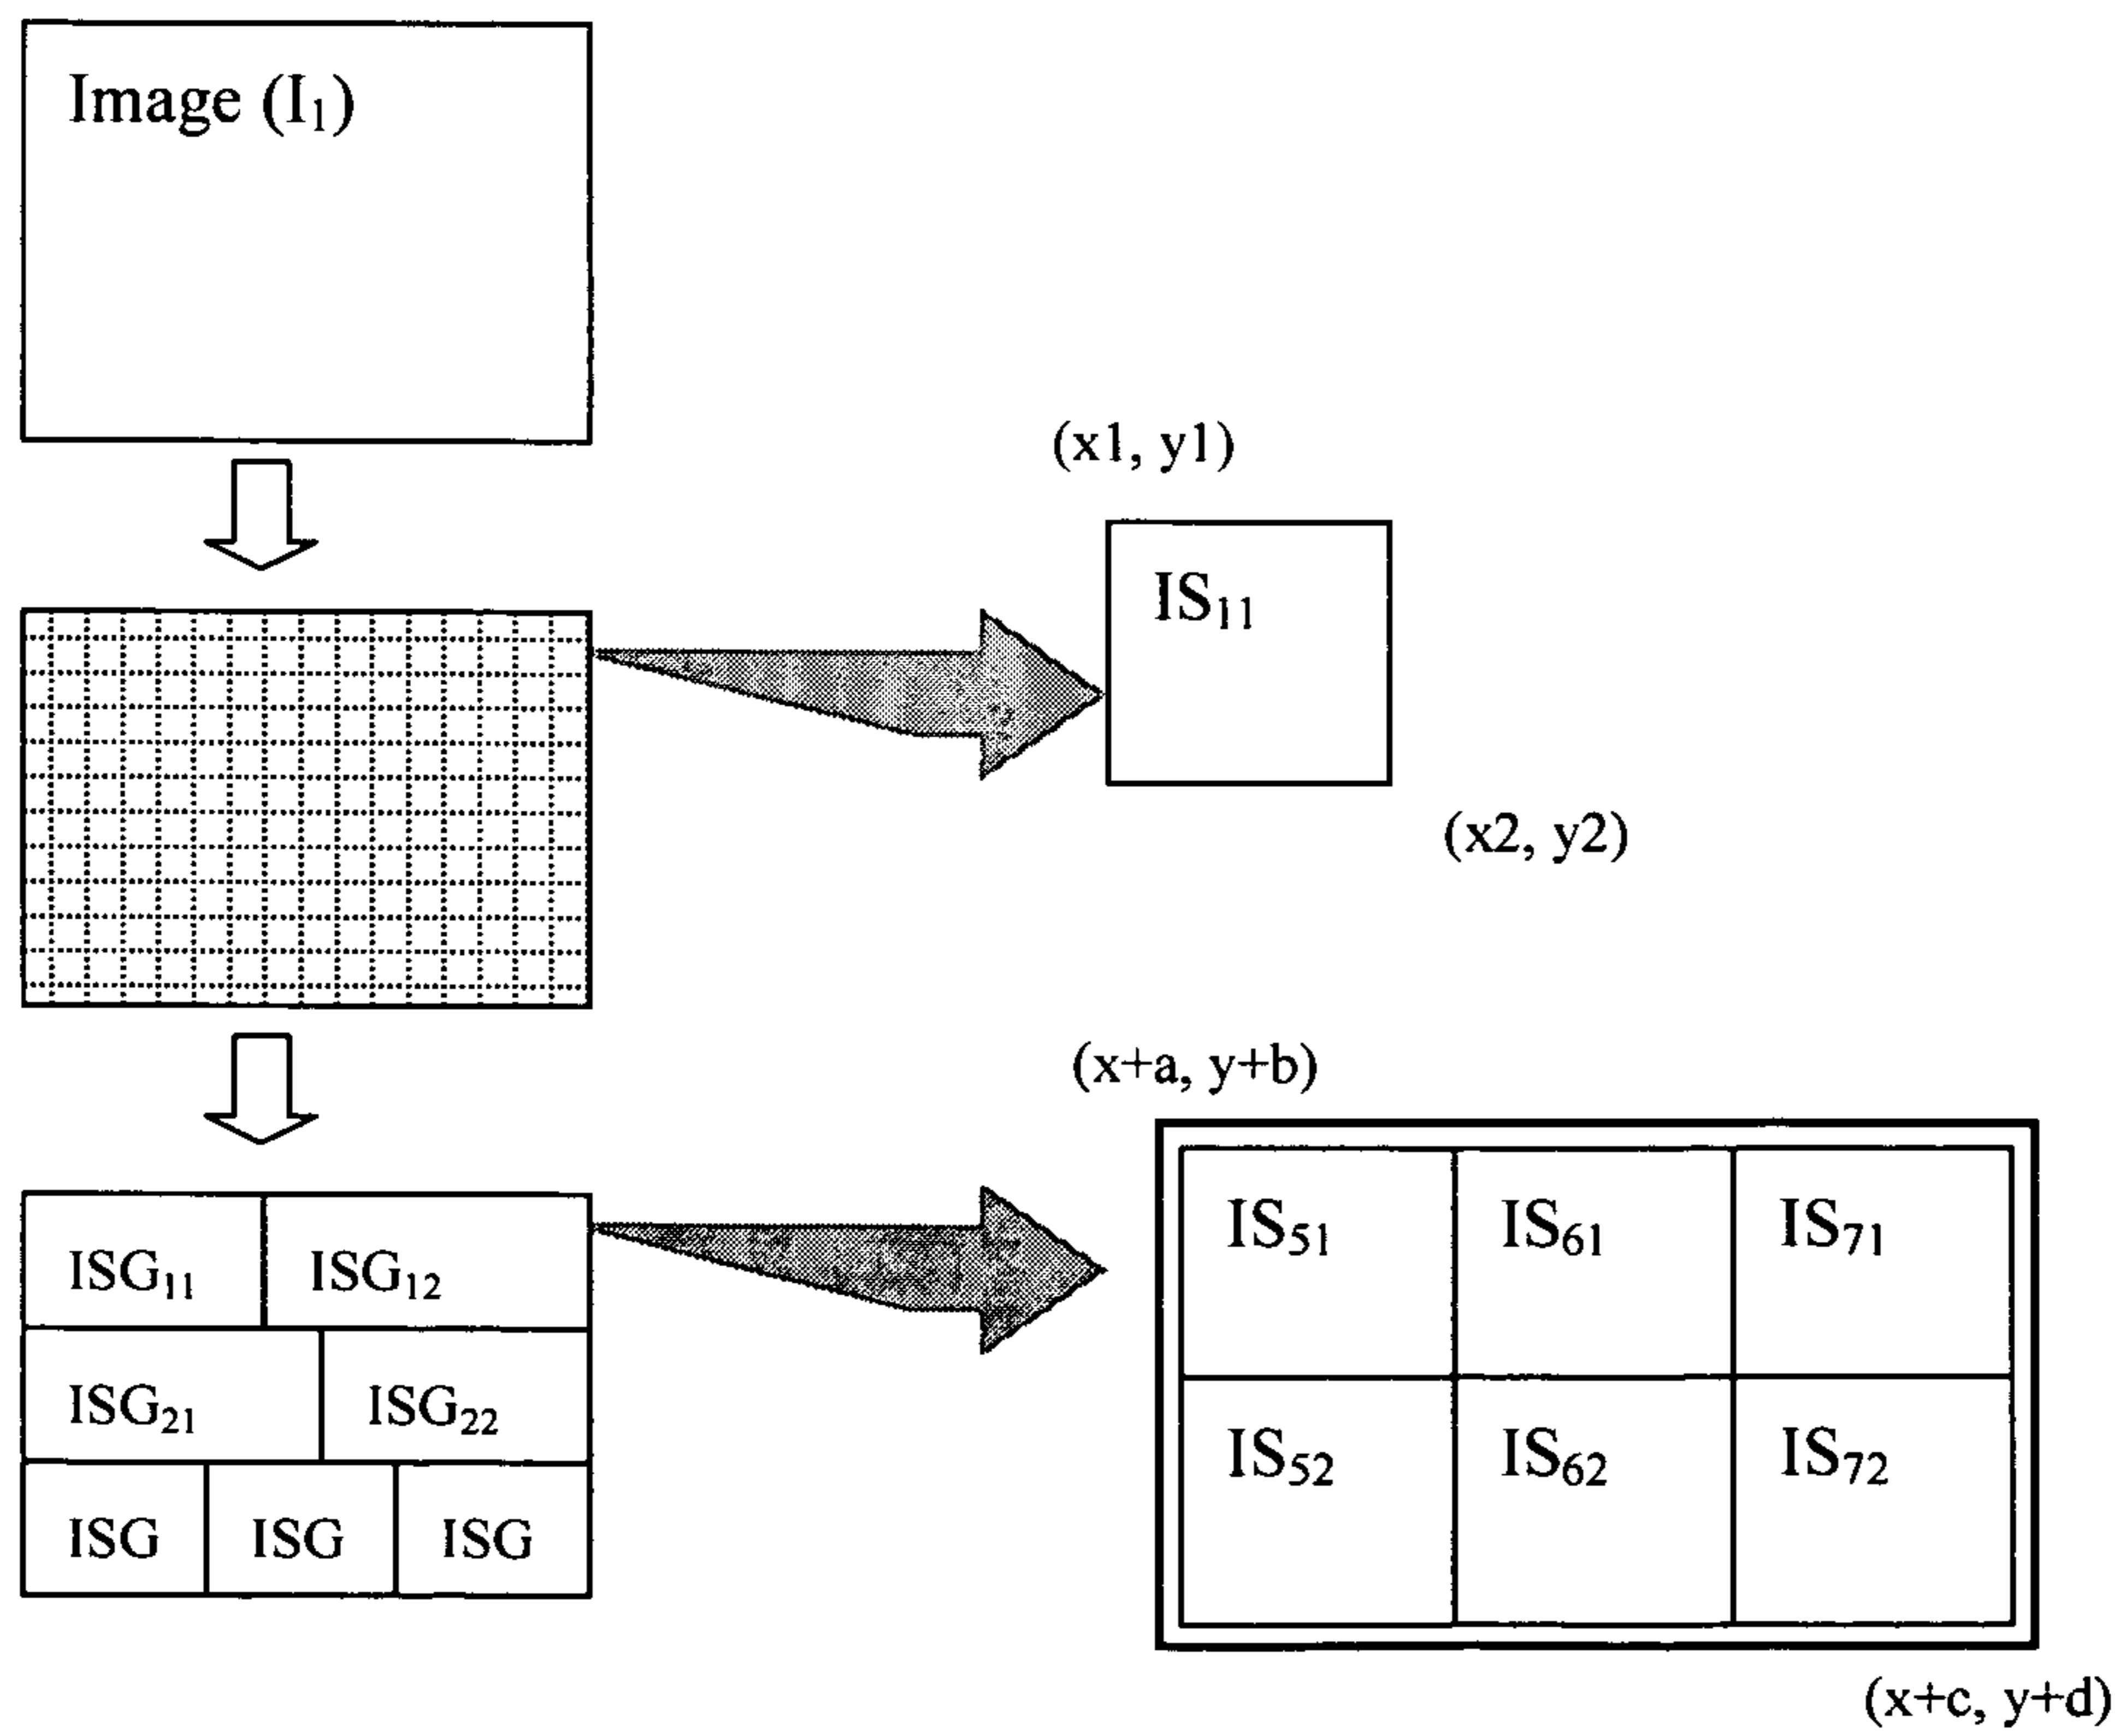 Image (I₁)
(x1, y1)
IS₁₁
(x2, y2)
(x+a, y+b)
ISG₁₁ ISG₁₂
ISG₂₁ ISG₂₂
ISG ISG ISG
IS₅₁ IS₆₁ IS₇₁
IS₅₂ IS₆₂ IS₇₂
(x+c, y+d)